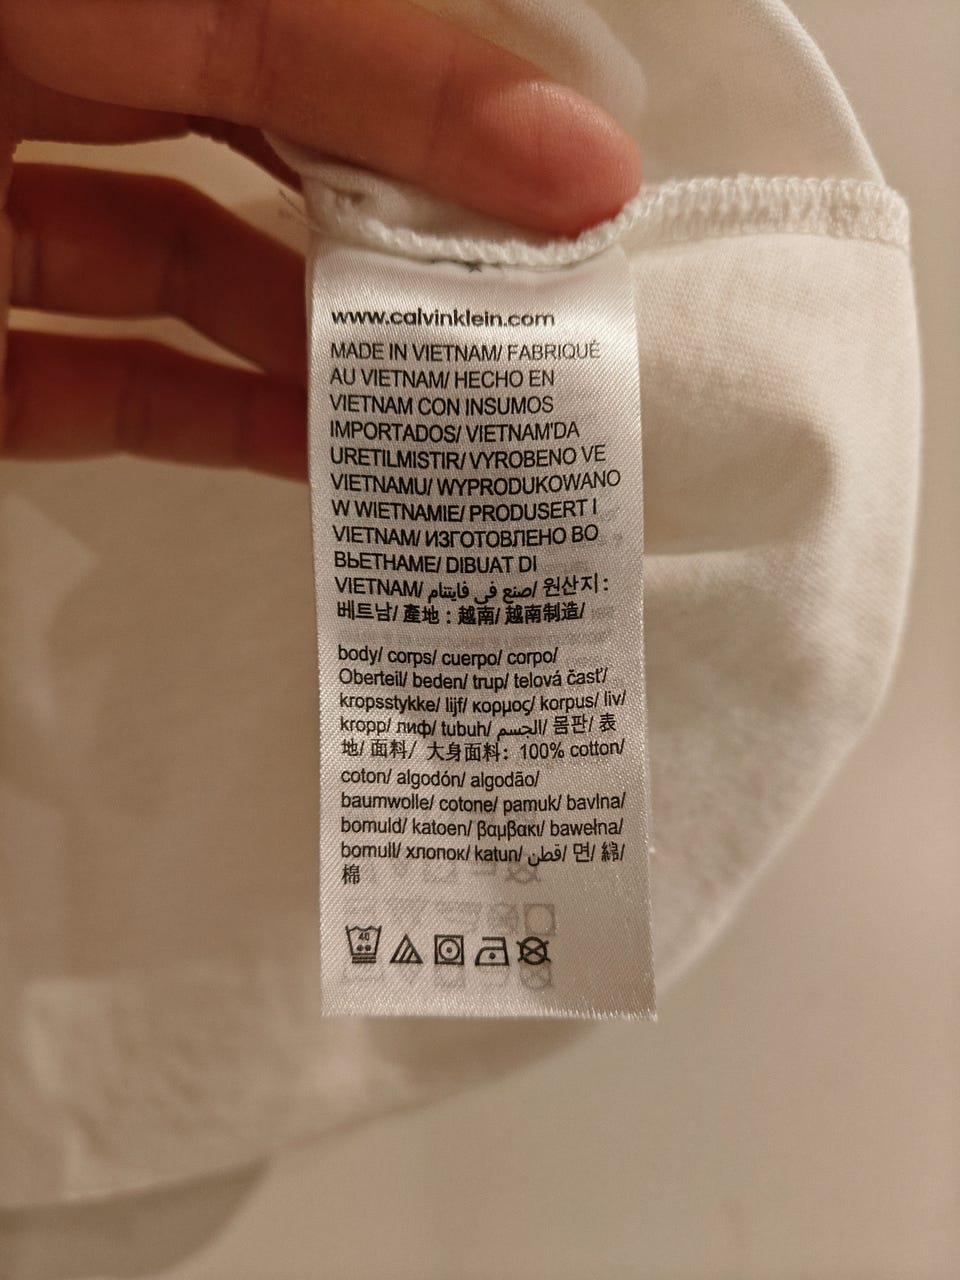 www.calvinklein.com
MADE IN VIETNAM/ FABRIQUÉ
AU VIETNAM/ HECHO EN
VIETNAM CON INSUMOS
IMPORTADOS/ VIETNAM'DA
URETILMISTIR/ VYROBENO VE
VIETNAMU/ WYPRODUKOWANO
W WIETNAMIE/ PRODUSERT I
VIETNAM/ ИЗГОТОВЛЕНО ВО
ВЬЕТНАМЕ/ DIBUAT DI
VIETNAM/ صنع في فايتنام/ 원산지 :
베트남/ 產地 : 越南/ 越南制造/
body/ corps/ cuerpo/ corpo/
Oberteil/ beden/ trup/ telová časť/
kropsstykke/ lijf/ κορμος/ korpus/ liv/
kropp/ лиф/ tubuh/ الجسم/ 몸판/ 表
地/ 面料/ 大身面料: 100% cotton/
coton/ algodón/ algodão/
baumwolle/ cotone/ pamuk/ bavlna/
bomuld/ katoen/ βαμβακι/ bawełna/
bomull/ хлопок/ katun/ قطن/ 면/ 綿/
棉
40